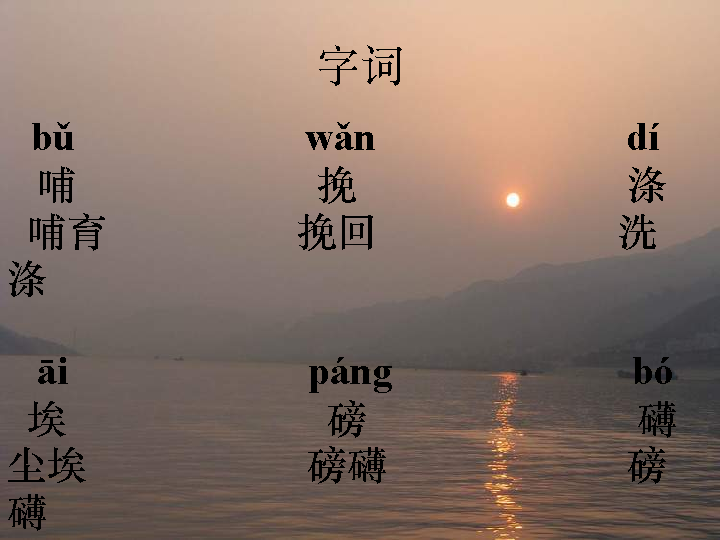 字词
bǔ wǎn dí
哺 挽 涤
哺育 挽回 洗
涤
āi páng bó
埃 磅 礴
尘埃 磅礴 磅
礴